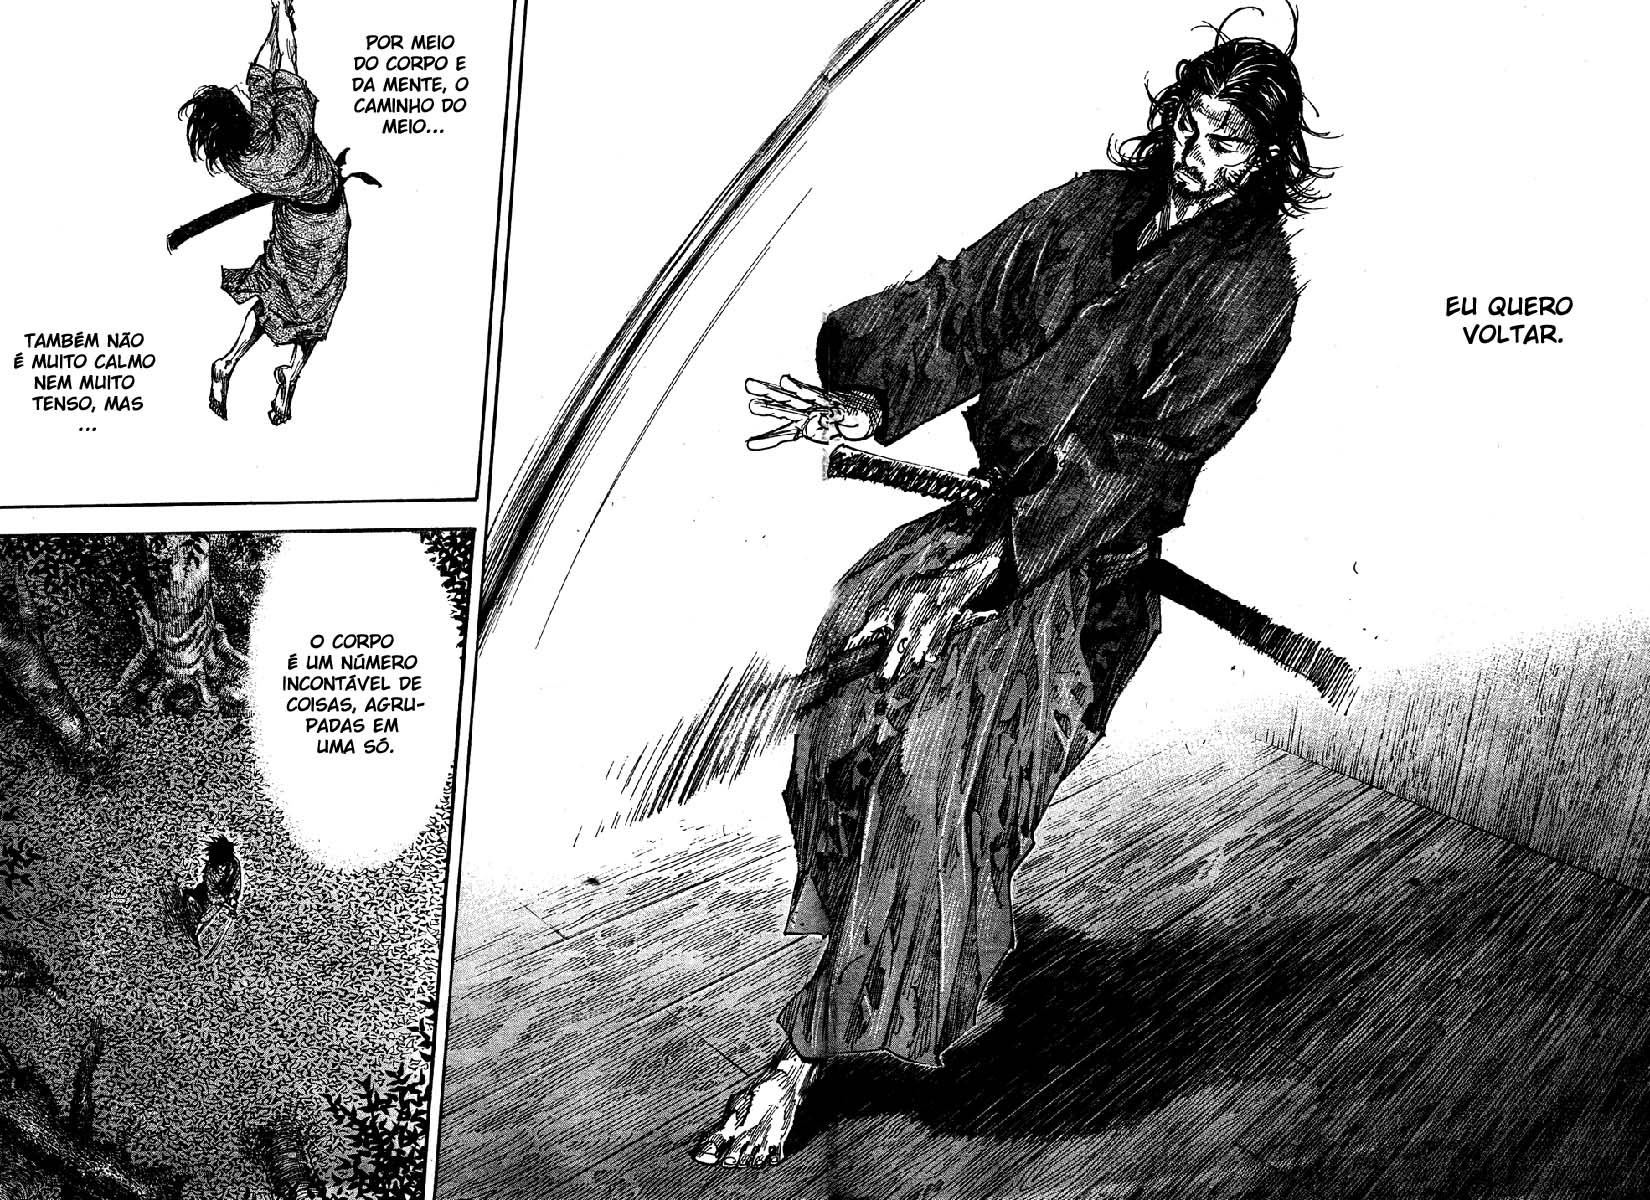 EU QUERO
VOLTAR.
POR MEIO
DO CORPO E
DA MENTE, O
CAMINHO DO
MEIO...
TAMBÉM NÃO
É MUITO CALMO
NEM MUITO
TENSO, MAS
...
O CORPO
É UM NÚMERO
INCONTÁVEL DE
COISAS, AGRU-
PADAS EM
UMA SÓ.